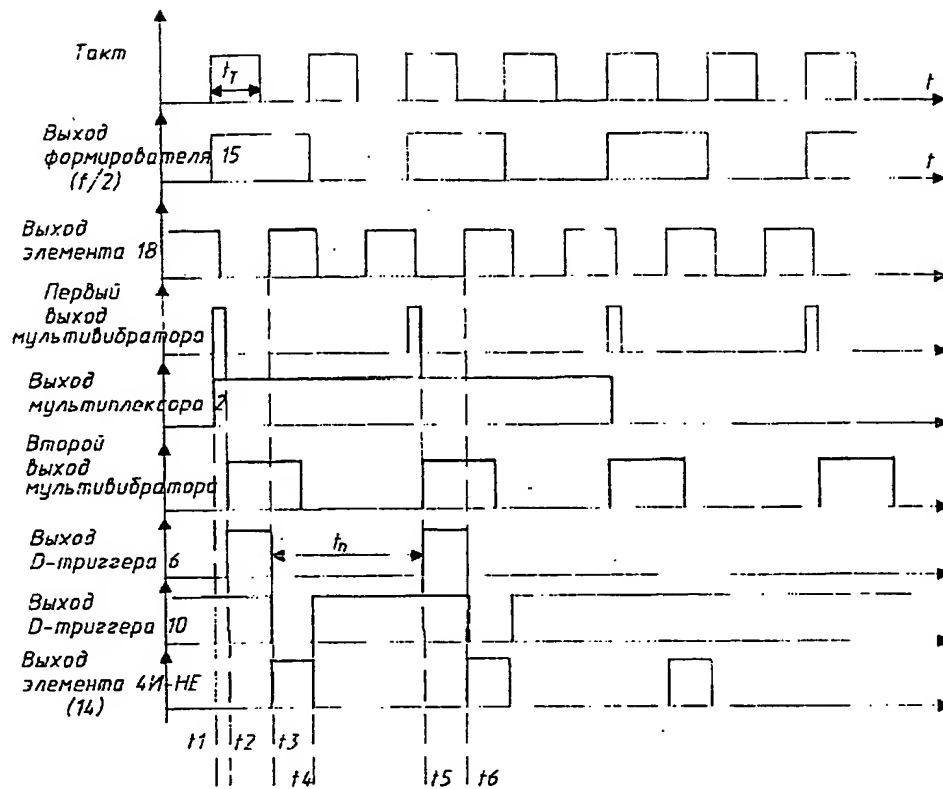 Такт
t_T
t
Выход
формирователя 15
(f/2)
t
Выход
элемента 18
Первый
выход
мультивибратора
Выход
мультиплексора 2
Второй
выход
мультивибратора
Выход
D-триггера 6
t_п
Выход
D-триггера 10
Выход
элемента 4И-НЕ
(14)
t1 t2 t3 t4 t5 t6